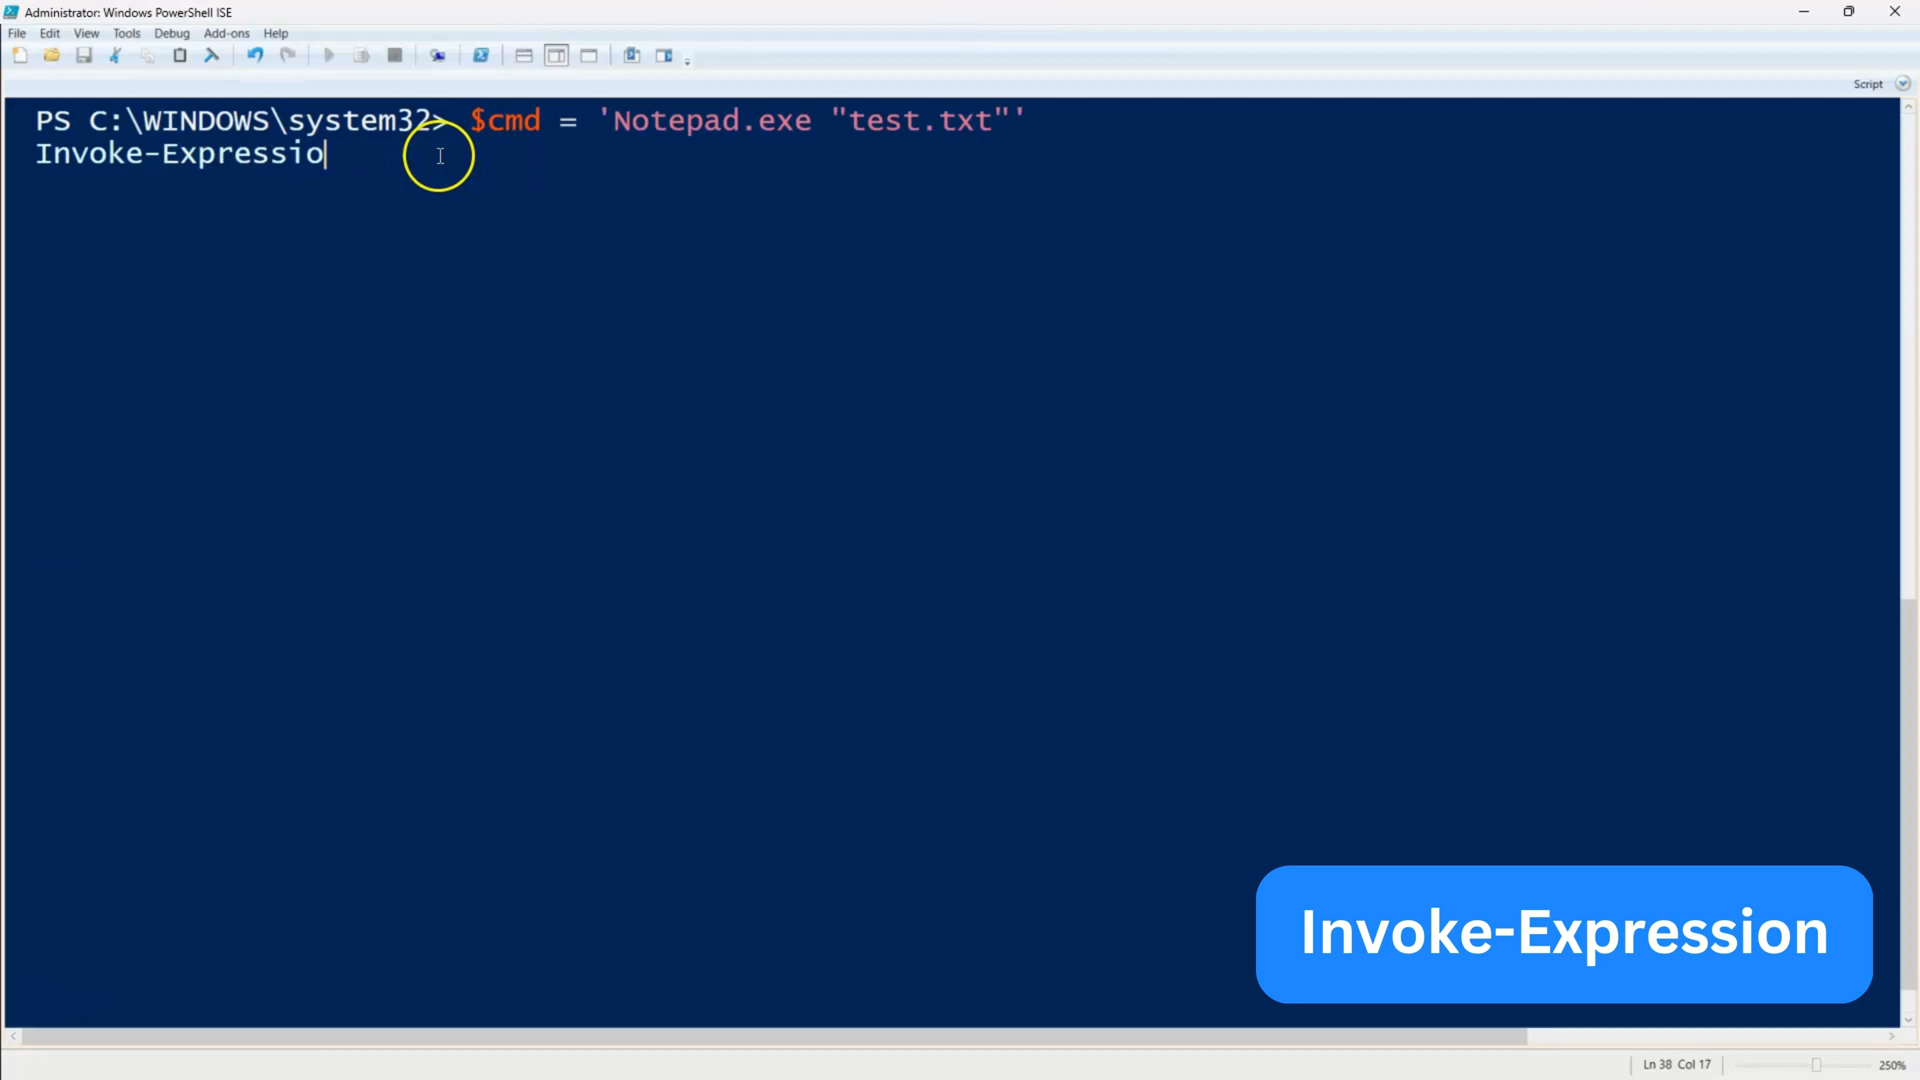 Administrator: Windows PowerShell ISE
File Edit View Tools Debug Add-ons Help
Script
PS C:\WINDOWS\system32> $cmd = 'Notepad.exe "test.txt"'
Invoke-Expressio
Invoke-Expression
Ln 38 Col 17
250%